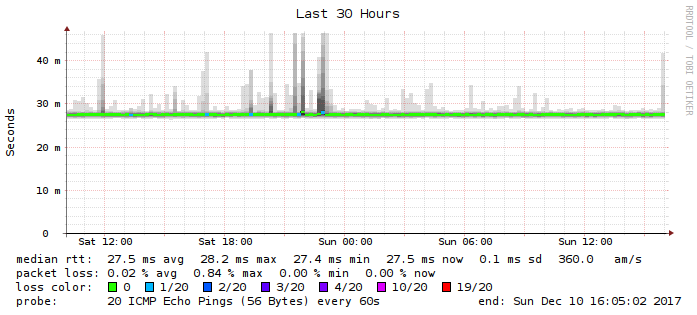 Last 30 Hours
RRDTOOL / TOBI OETIKER
Seconds
40 m
30 m
20 m
10 m
0
Sat 12:00 Sat 18:00 Sun 00:00 Sun 06:00 Sun 12:00
median rtt: 27.5 ms avg 28.2 ms max 27.4 ms min 27.5 ms now 0.1 ms sd 360.0 am/s
packet loss: 0.02 % avg 0.84 % max 0.00 % min 0.00 % now
loss color: 0 1/20 2/20 3/20 4/20 10/20 19/20
probe: 20 ICMP Echo Pings (56 Bytes) every 60s end: Sun Dec 10 16:05:02 2017